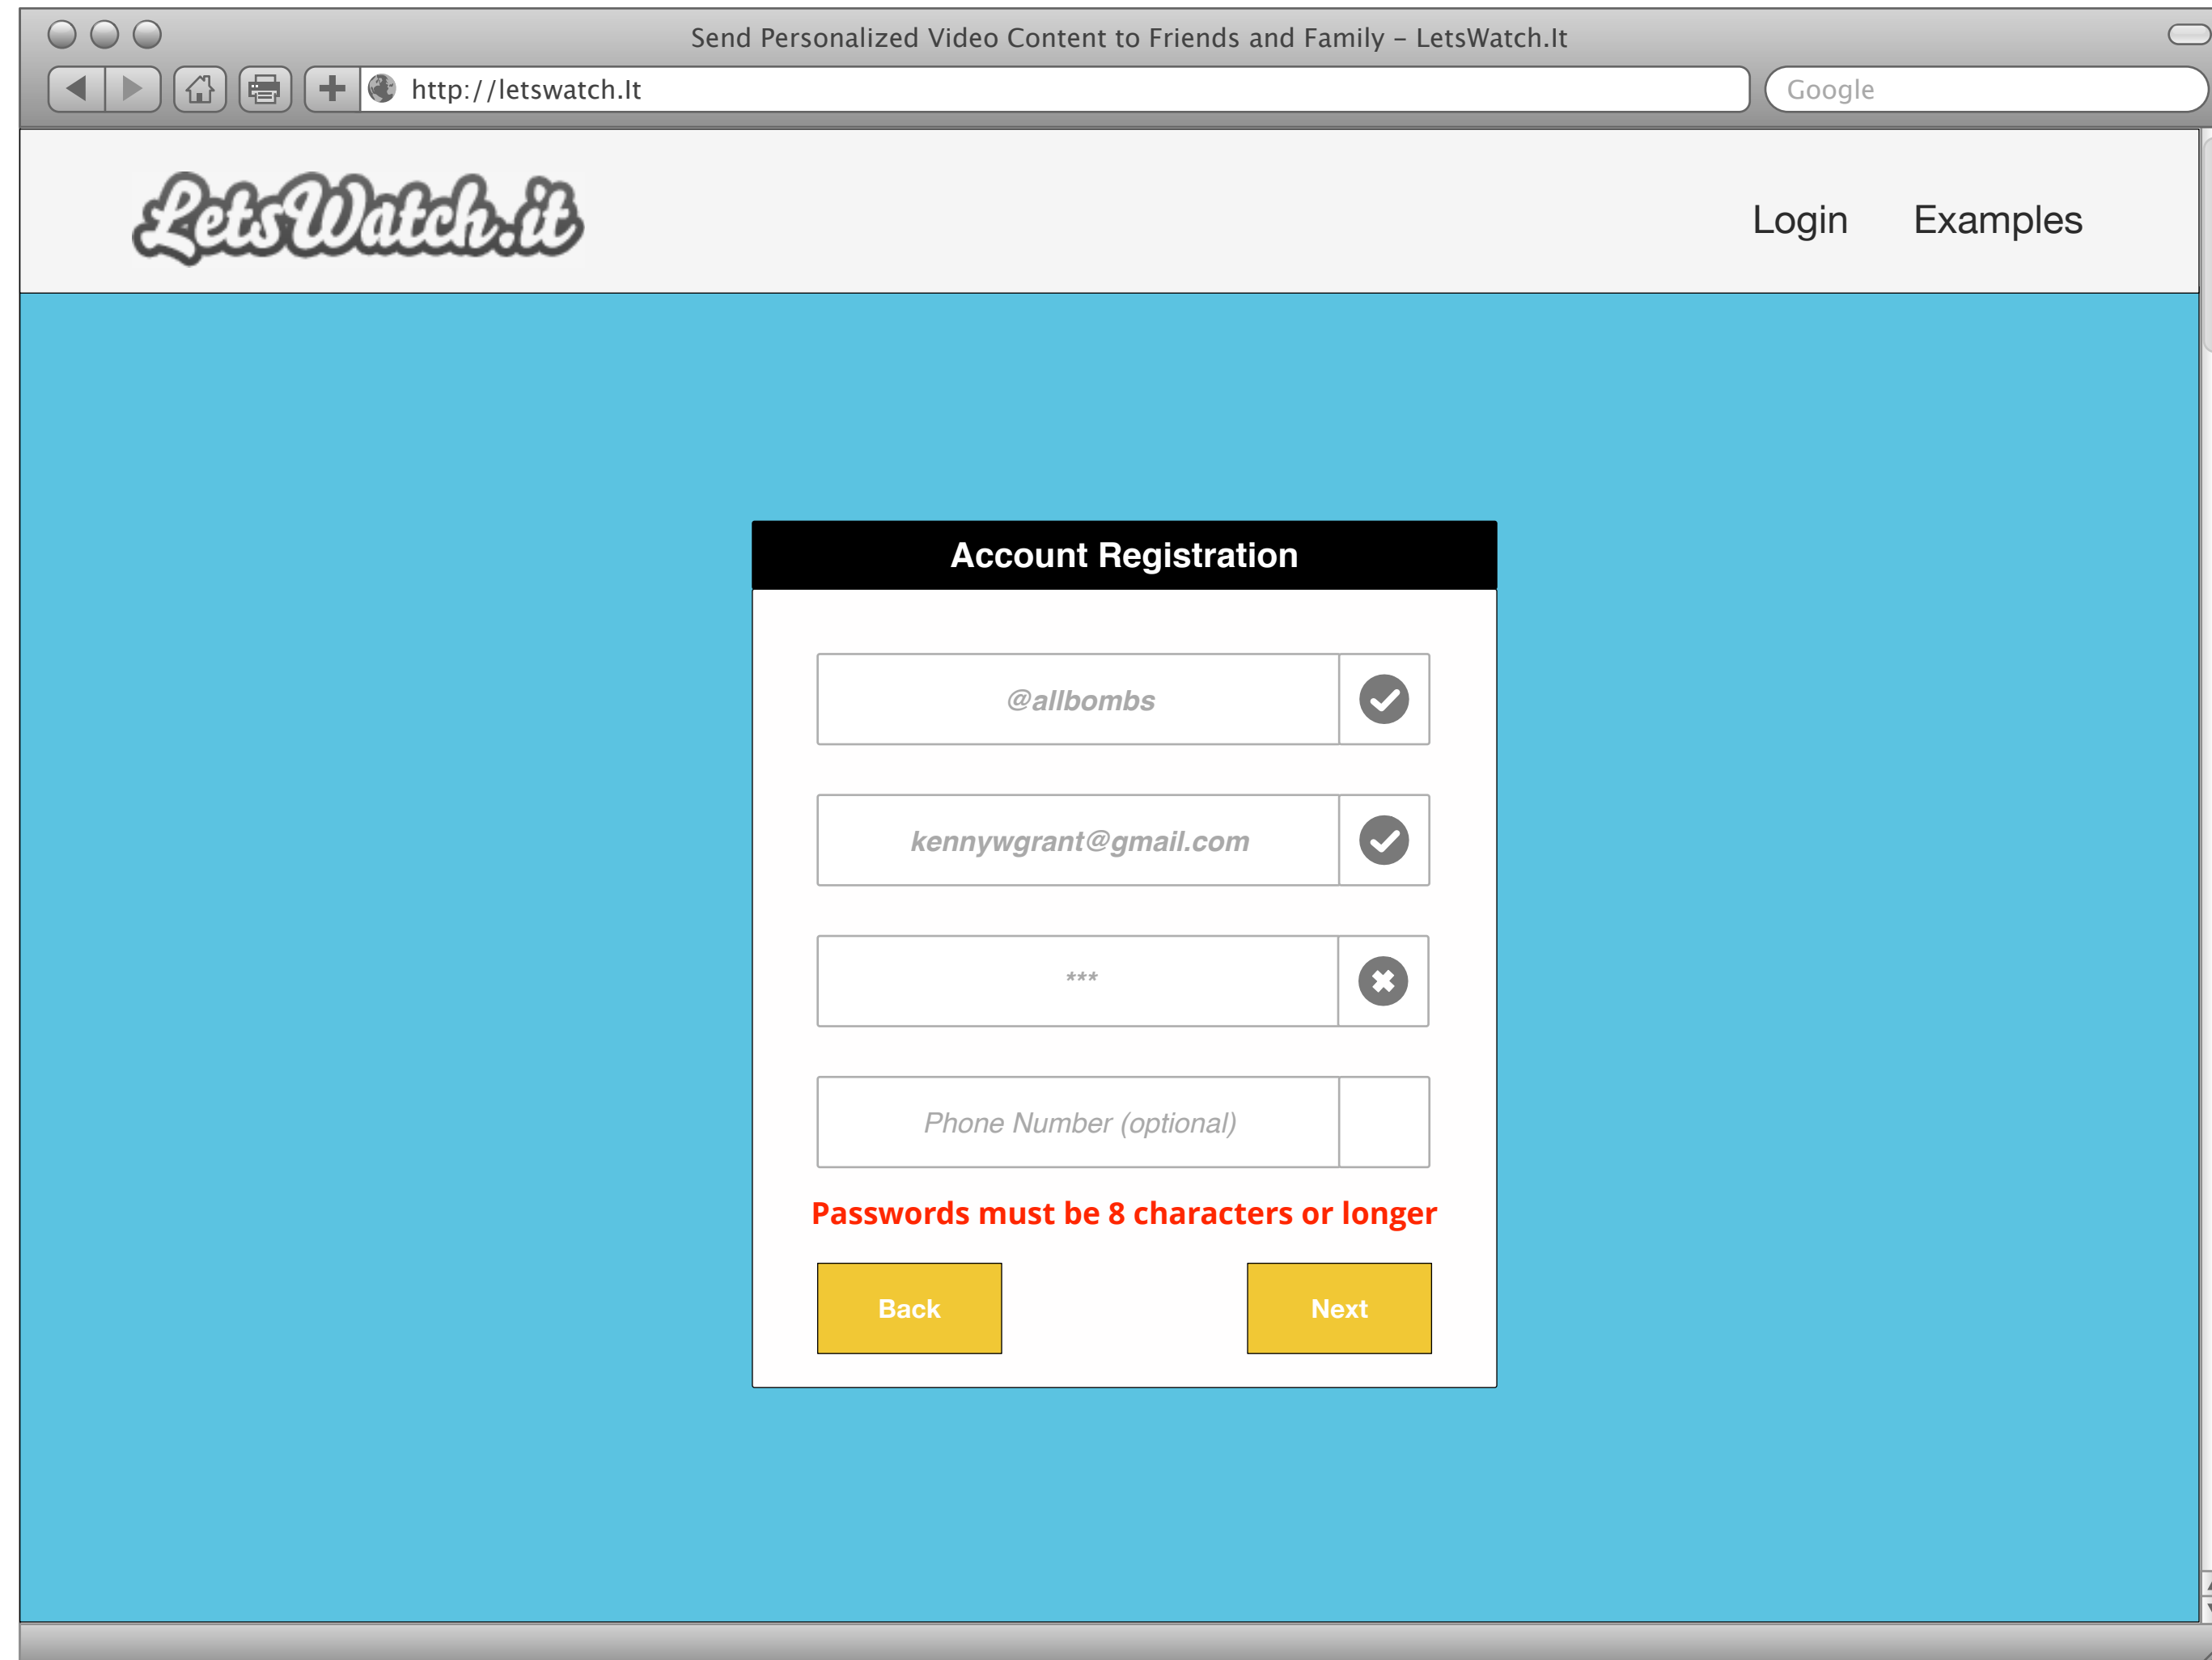 Send Personalized Video Content to Friends and Family – LetsWatch.It
http://letswatch.It
Google
LetsWatch.it
Login Examples
Account Registration
@allbombs
kennywgrant@gmail.com
***
Phone Number (optional)
Passwords must be 8 characters or longer
Back Next